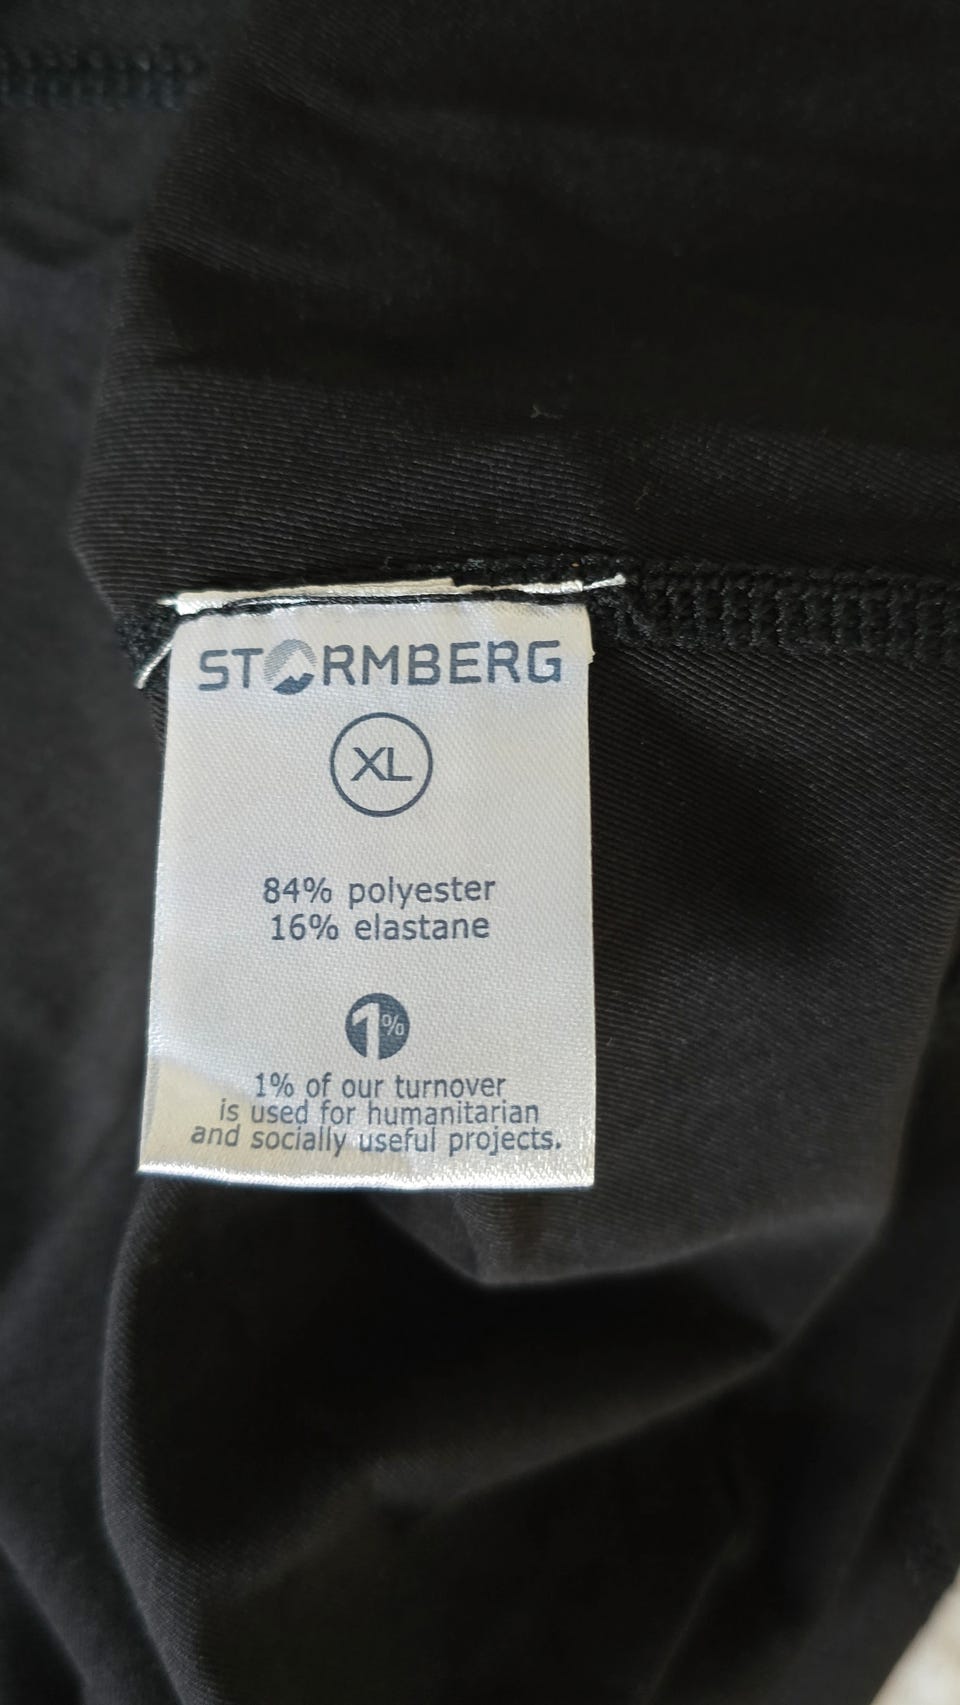 STORMBERG
XL
84% polyester
16% elastane
1%
1% of our turnover
is used for humanitarian
and socially useful projects.